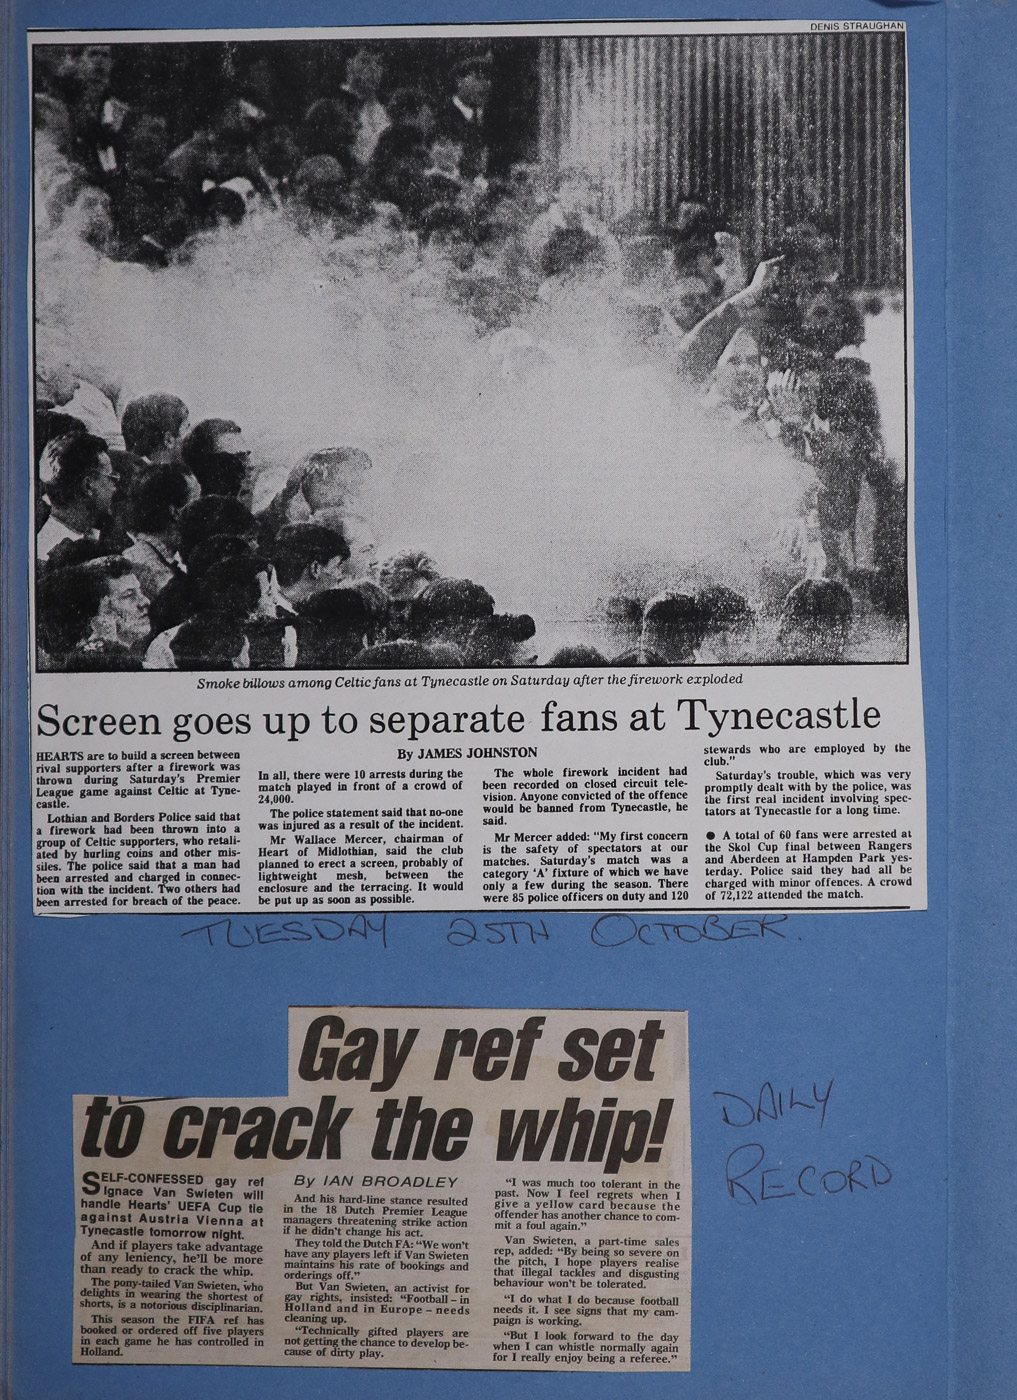 DENIS STRAUGHAN
Smoke billows among Celtic fans at Tynecastle on Saturday after the firework exploded
Screen goes up to separate fans at Tynecastle
HEARTS are to build a screen between
rival supporters after a firework was
thrown during Saturday's Premier
League game against Celtic at Tyne-
castle.
Lothian and Borders Police said that
a firework had been thrown into a
group of Celtic supporters, who retali-
ated by hurling coins and other mis-
siles. The police said that a man had
been arrested and charged in connec-
tion with the incident. Two others had
been arrested for breach of the peace.
By JAMES JOHNSTON
In all, there were 10 arrests during the
match played in front of a crowd of
24,000.
The police statement said that no-one
was injured as a result of the incident.
Mr Wallace Mercer, chairman of
Heart of Midlothian, said the club
planned to erect a screen, probably of
lightweight mesh, between the
enclosure and the terracing. It would
be put up as soon as possible.
The whole firework incident had
been recorded on closed circuit tele-
vision. Anyone convicted of the offence
would be banned from Tynecastle, he
said.
Mr Mercer added: "My first concern
is the safety of spectators at our
matches. Saturday's match was a
category 'A' fixture of which we have
only a few during the season. There
were 85 police officers on duty and 120
stewards who are employed by the
club."
Saturday's trouble, which was very
promptly dealt with by the police, was
the first real incident involving spec-
tators at Tynecastle for a long time.
● A total of 60 fans were arrested at
the Skol Cup final between Rangers
and Aberdeen at Hampden Park yes-
terday. Police said they had all be
charged with minor offences. A crowd
of 72,122 attended the match.
TUESDAY 25TH OCTOBER.
Gay ref set
to crack the whip!
DAILY
RECORD
SELF-CONFESSED gay ref
Ignace Van Swieten will
handle Hearts' UEFA Cup tie
against Austria Vienna at
Tynecastle tomorrow night.
And if players take advantage
of any leniency, he'll be more
than ready to crack the whip.
The pony-tailed Van Swieten, who
delights in wearing the shortest of
shorts, is a notorious disciplinarian.
This season the FIFA ref has
booked or ordered off five players
in each game he has controlled in
Holland.
By IAN BROADLEY
And his hard-line stance resulted
in the 18 Dutch Premier League
managers threatening strike action
if he didn't change his act.
They told the Dutch FA: "We won't
have any players left if Van Swieten
maintains his rate of bookings and
orderings off."
But Van Swieten, an activist for
gay rights, insisted: "Football – in
Holland and in Europe – needs
cleaning up.
"Technically gifted players are
not getting the chance to develop be-
cause of dirty play.
"I was much too tolerant in the
past. Now I feel regrets when I
give a yellow card because the
offender has another chance to com-
mit a foul again."
Van Swieten, a part-time sales
rep, added: "By being so severe on
the pitch, I hope players realise
that illegal tackles and disgusting
behaviour won't be tolerated.
"I do what I do because football
needs it. I see signs that my cam-
paign is working.
"But I look forward to the day
when I can whistle normally again
for I really enjoy being a referee."